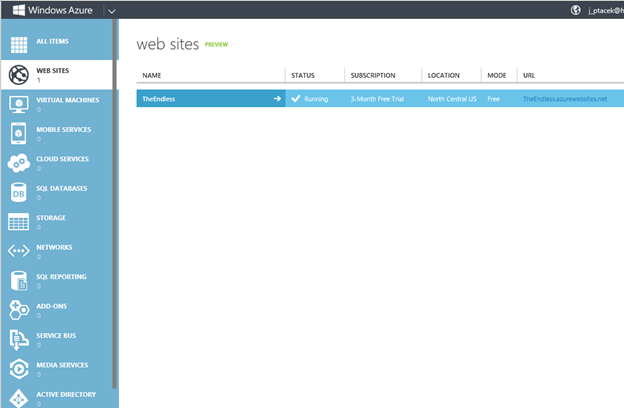 Windows Azure
j_ptacek@h
ALL ITEMS
WEB SITES
1
VIRTUAL MACHINES
0
MOBILE SERVICES
0
CLOUD SERVICES
0
SQL DATABASES
0
DB
STORAGE
0
NETWORKS
0
SQL REPORTING
0
ADD-ONS
0
SERVICE BUS
0
MEDIA SERVICES
0
ACTIVE DIRECTORY
0
web sites PREVIEW
NAME STATUS SUBSCRIPTION LOCATION MODE URL
TheEndless Running 3-Month Free Trial North Central US Free TheEndless.azurewebsites.net